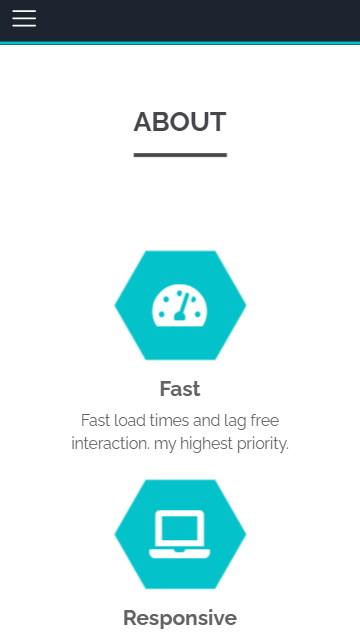 ABOUT
Fast
Fast load times and lag free
interaction. my highest priority.
Responsive